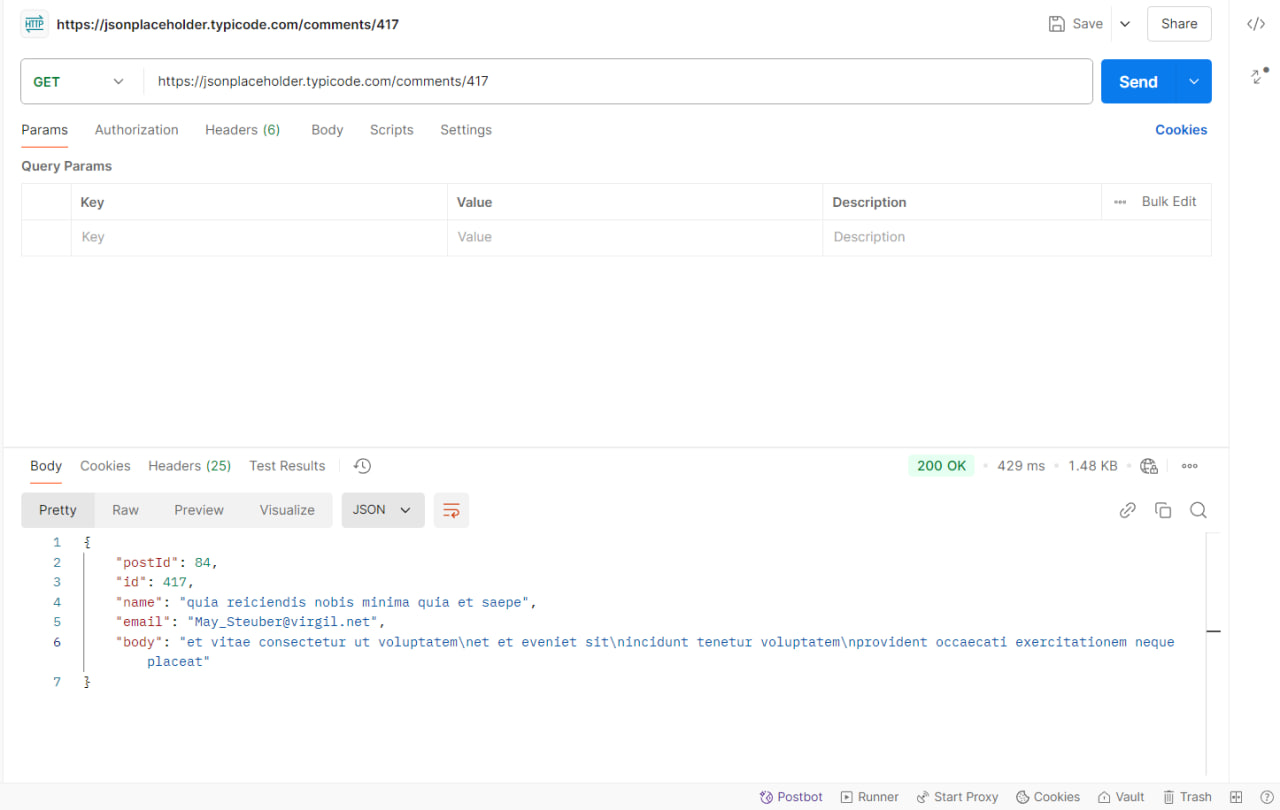 HTTP https://jsonplaceholder.typicode.com/comments/417 Save Share
GET https://jsonplaceholder.typicode.com/comments/417 Send
Params Authorization Headers (6) Body Scripts Settings Cookies
Query Params
Key Value Description Bulk Edit
Key Value Description
Body Cookies Headers (25) Test Results 200 OK 429 ms 1.48 KB
Pretty Raw Preview Visualize JSON
1 {
2 "postId": 84,
3 "id": 417,
4 "name": "quia reiciendis nobis minima quia et saepe",
5 "email": "May_Steuber@virgil.net",
6 "body": "et vitae consectetur ut voluptatem\net et eveniet sit\nincidunt tenetur voluptatem\nprovident occaecati exercitationem neque
placeat"
7 }
Postbot Runner Start Proxy Cookies Vault Trash